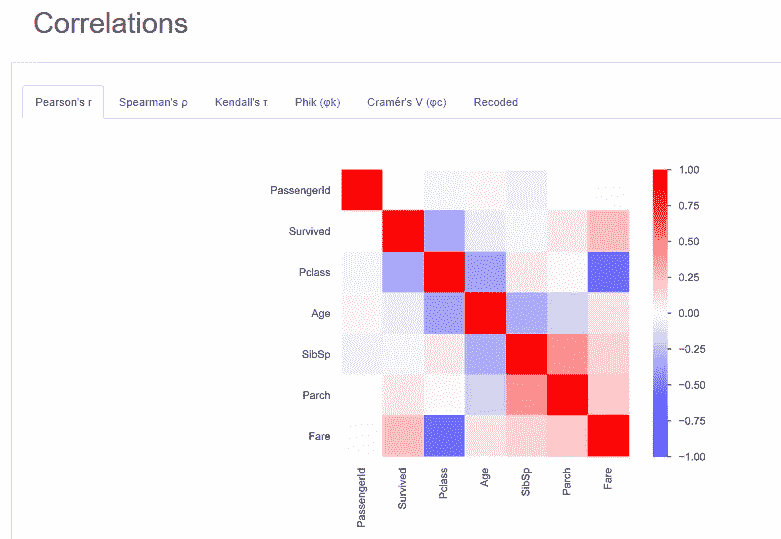 Correlations
Pearson's r Spearman's ρ Kendall's τ Phik (φk) Cramér's V (φc) Recoded
PassengerId
Survived
Pclass
Age
SibSp
Parch
Fare
1.00
0.75
0.50
0.25
0.00
−0.25
−0.50
−0.75
−1.00
PassengerId
Survived
Pclass
Age
SibSp
Parch
Fare